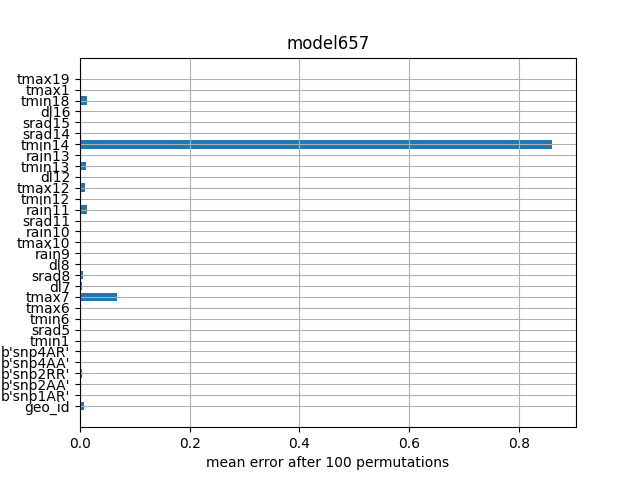 model657
tmax19
tmax1
tmin18
dl16
srad15
srad14
tmin14
rain13
tmin13
dl12
tmax12
tmin12
rain11
srad11
rain10
tmax10
rain9
dl8
srad8
dl7
tmax7
tmax6
tmin6
srad5
tmin1
b'snp4AR'
b'snp4AA'
b'snp2RR'
b'snp2AA'
b'snp1AR'
geo_id
0.0 0.2 0.4 0.6 0.8
mean error after 100 permutations